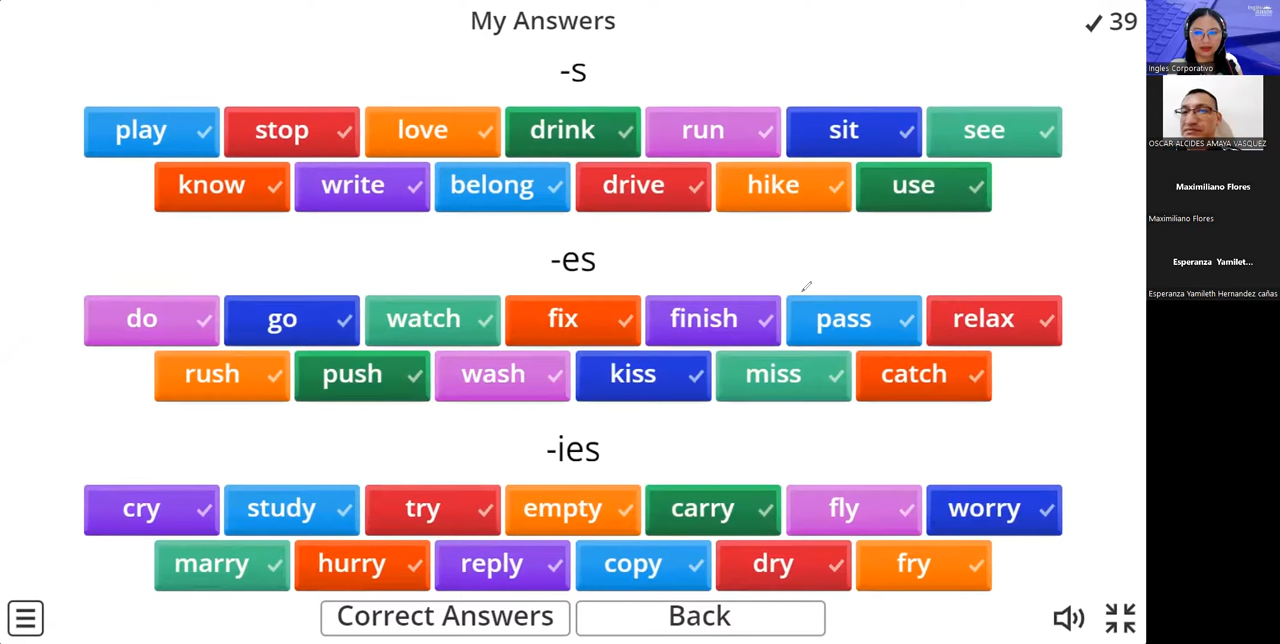 My Answers
✓ 39
-s
play stop love drink run sit see
know write belong drive hike use
-es
do go watch fix finish pass relax
rush push wash kiss miss catch
-ies
cry study try empty carry fly worry
marry hurry reply copy dry fry
Correct Answers Back
Ingles Corporativo
OSCAR ALCIDES AMAYA VASQUEZ
Maximiliano Flores
Maximiliano Flores
Esperanza Yamilet...
Esperanza Yamileth Hernandez cañas